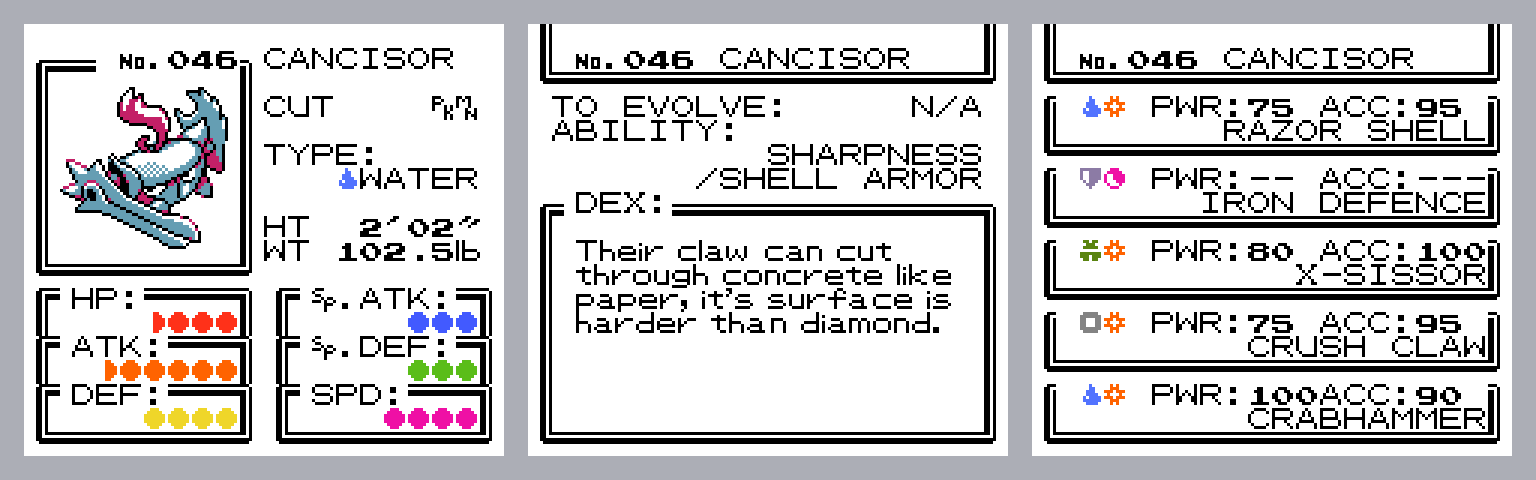 No.046 CANCISOR
CUT PKMN
TYPE:
WATER
HT 2'02"
WT 102.5lb
HP: Sp.ATK:
ATK: Sp.DEF:
DEF: SPD:
No.046 CANCISOR
TO EVOLVE: N/A
ABILITY:
SHARPNESS
/SHELL ARMOR
DEX:
Their claw can cut
through concrete like
paper, it's surface is
harder than diamond.
No.046 CANCISOR
PWR:75 ACC:95
RAZOR SHELL
PWR:-- ACC:---
IRON DEFENCE
PWR:80 ACC:100
X-SISSOR
PWR:75 ACC:95
CRUSH CLAW
PWR:100ACC:90
CRABHAMMER